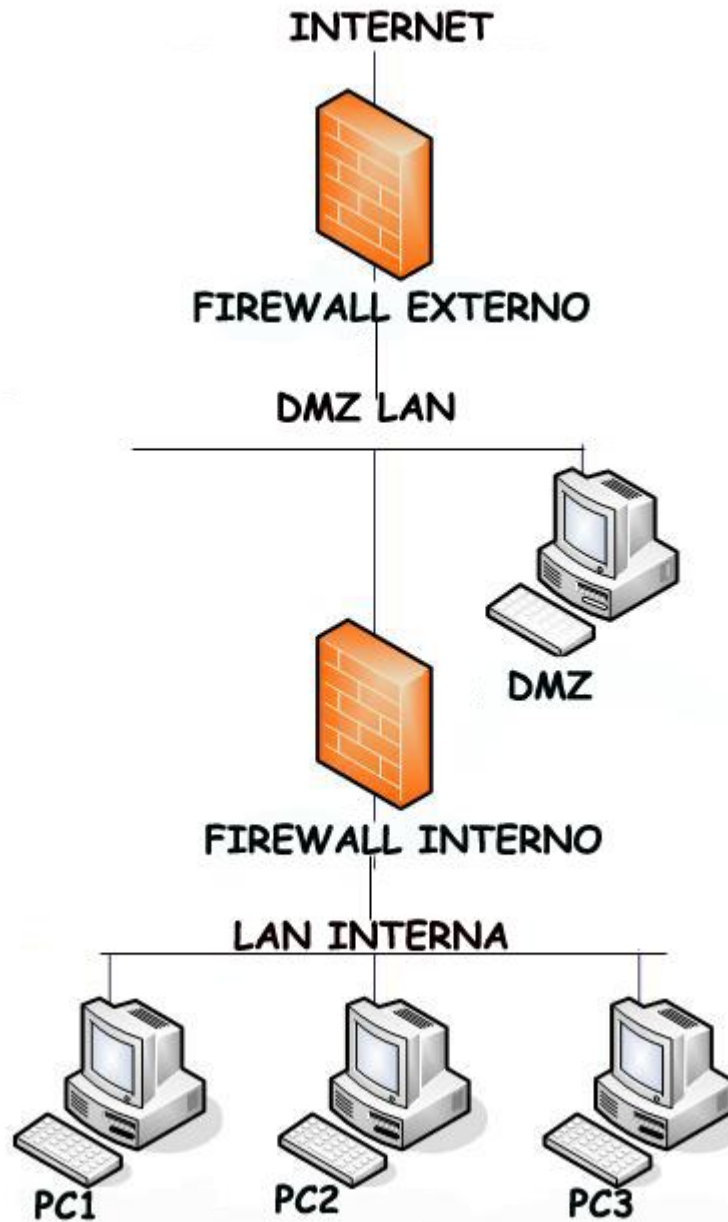 INTERNET
FIREWALL EXTERNO
DMZ LAN
DMZ
FIREWALL INTERNO
LAN INTERNA
PC1
PC2
PC3